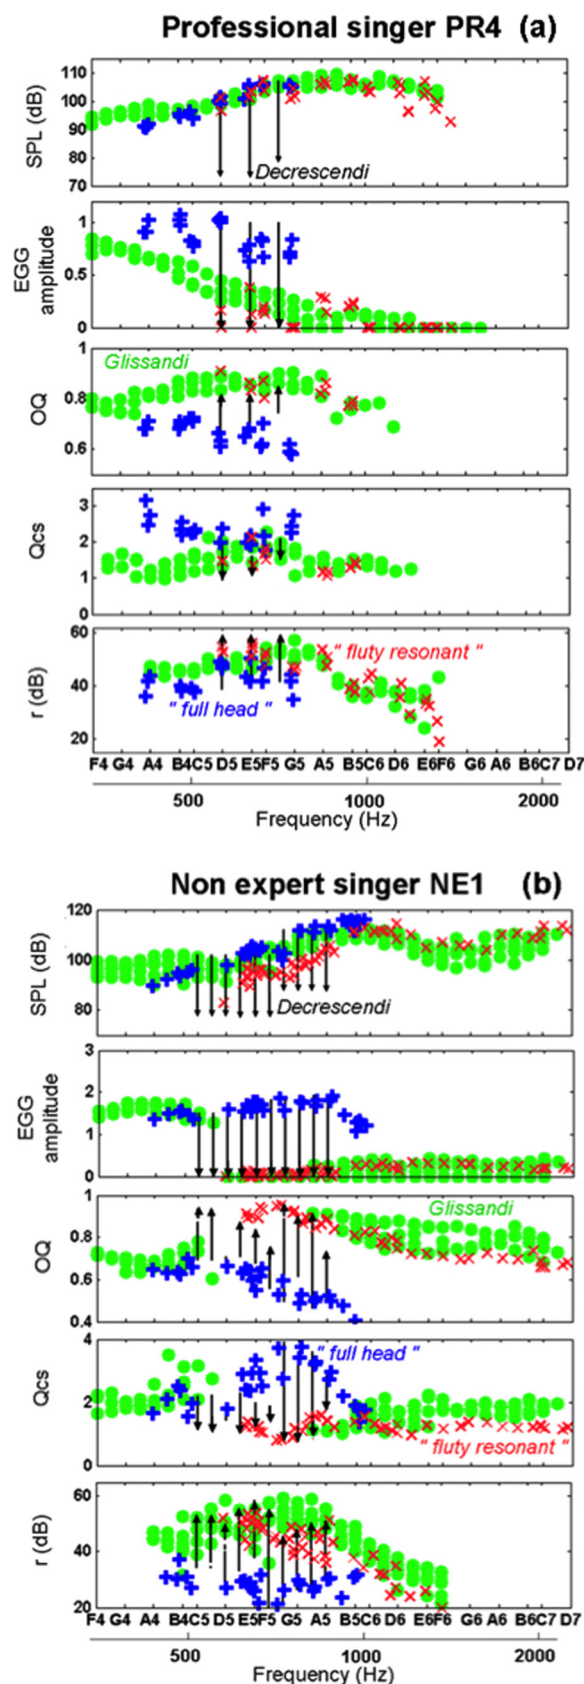 Professional singer PR4 (a)
SPL (dB)
110
100
90
80
70
Decrescendi
EGG
amplitude
1
0.5
0
Glissandi
OQ
1
0.8
0.6
Qcs
3
2
1
0
r (dB)
60
40
20
" fluty resonant "
" full head "
F4 G4 A4 B4C5 D5 E5F5 G5 A5 B5C6 D6 E6F6 G6 A6 B6C7 D7
500 1000 2000
Frequency (Hz)
Non expert singer NE1 (b)
SPL (dB)
120
100
80
Decrescendi
EGG
amplitude
3
2
1
0
Glissandi
OQ
1
0.8
0.6
0.4
Qcs
4
2
0
" full head "
" fluty resonant "
r (dB)
60
40
20
F4 G4 A4 B4C5 D5 E5F5 G5 A5 B5C6 D6 E6F6 G6 A6 B6C7 D7
500 1000 2000
Frequency (Hz)